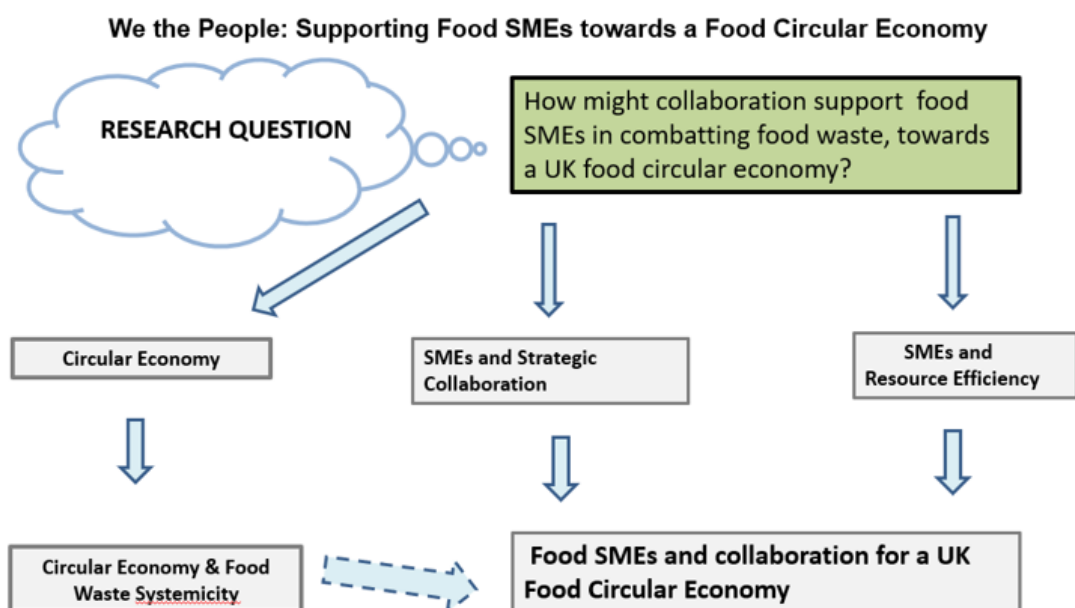 We the People: Supporting Food SMEs towards a Food Circular Economy
RESEARCH QUESTION
How might collaboration support food
SMEs in combatting food waste, towards
a UK food circular economy?
Circular Economy
SMEs and Strategic
Collaboration
SMEs and
Resource Efficiency
Circular Economy & Food
Waste Systemicity
Food SMEs and collaboration for a UK
Food Circular Economy